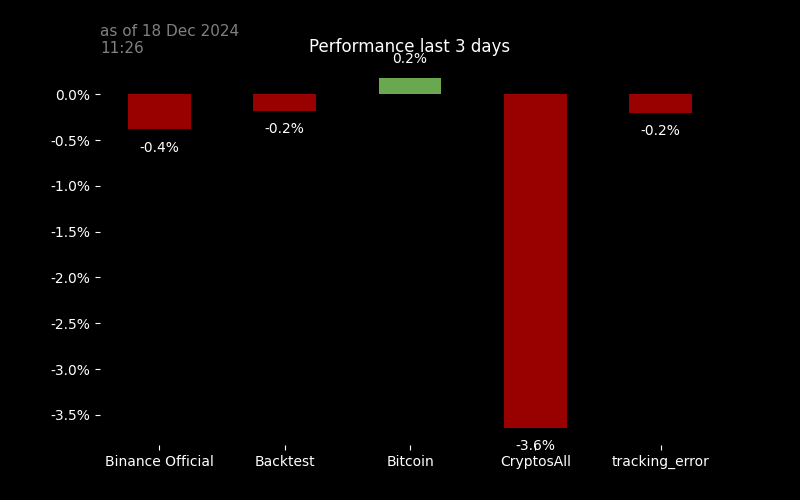 as of 18 Dec 2024
11:26
Performance last 3 days
0.2%
0.0%
-0.5%
-1.0%
-1.5%
-2.0%
-2.5%
-3.0%
-3.5%
-0.4%
-0.2%
-3.6%
-0.2%
Binance Official
Backtest
Bitcoin
CryptosAll
tracking_error